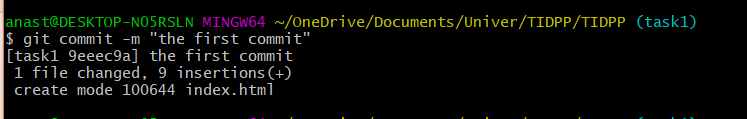 anast@DESKTOP-NO5RSLN MINGW64 ~/OneDrive/Documents/Univer/TIDPP/TIDPP (task1)
$ git commit -m "the first commit"
[task1 9eeec9a] the first commit
 1 file changed, 9 insertions(+)
 create mode 100644 index.html